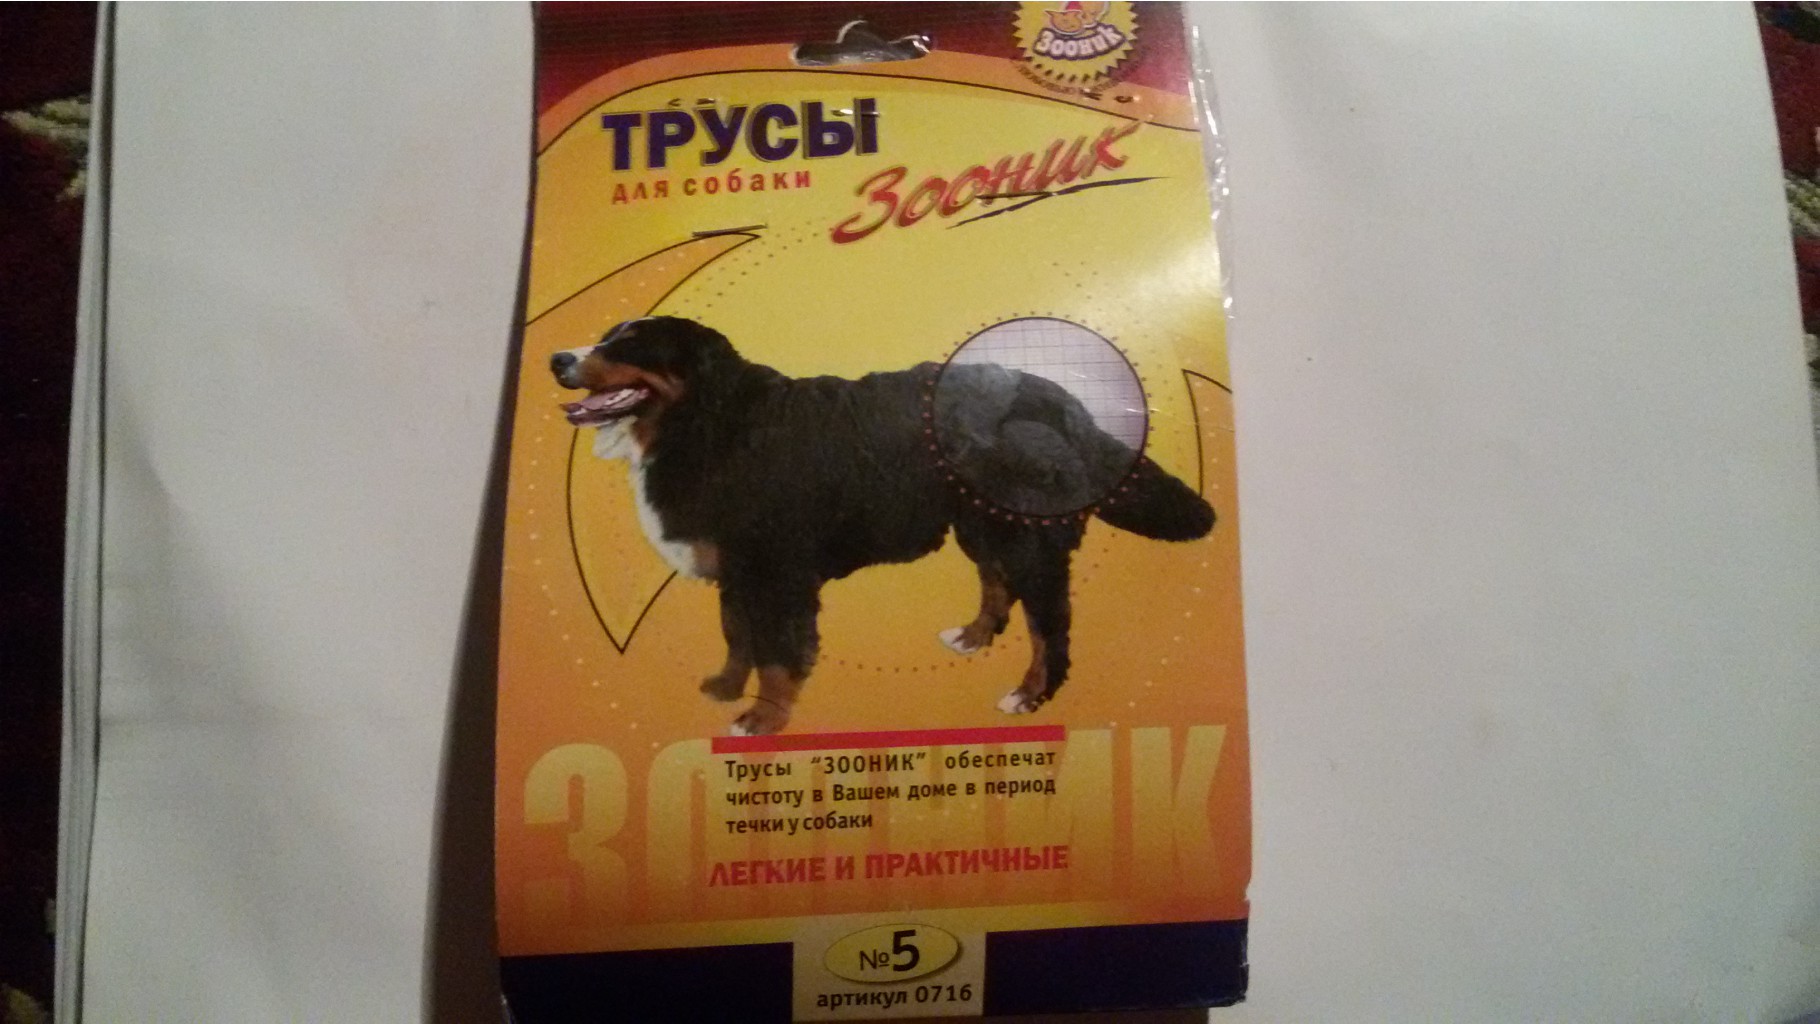 Зооник
ТРУСЫ
для собаки
Зооник
ЗООНИК
Трусы "ЗООНИК" обеспечат
чистоту в Вашем доме в период
течки у собаки
ЛЕГКИЕ И ПРАКТИЧНЫЕ
№5
артикул 0716